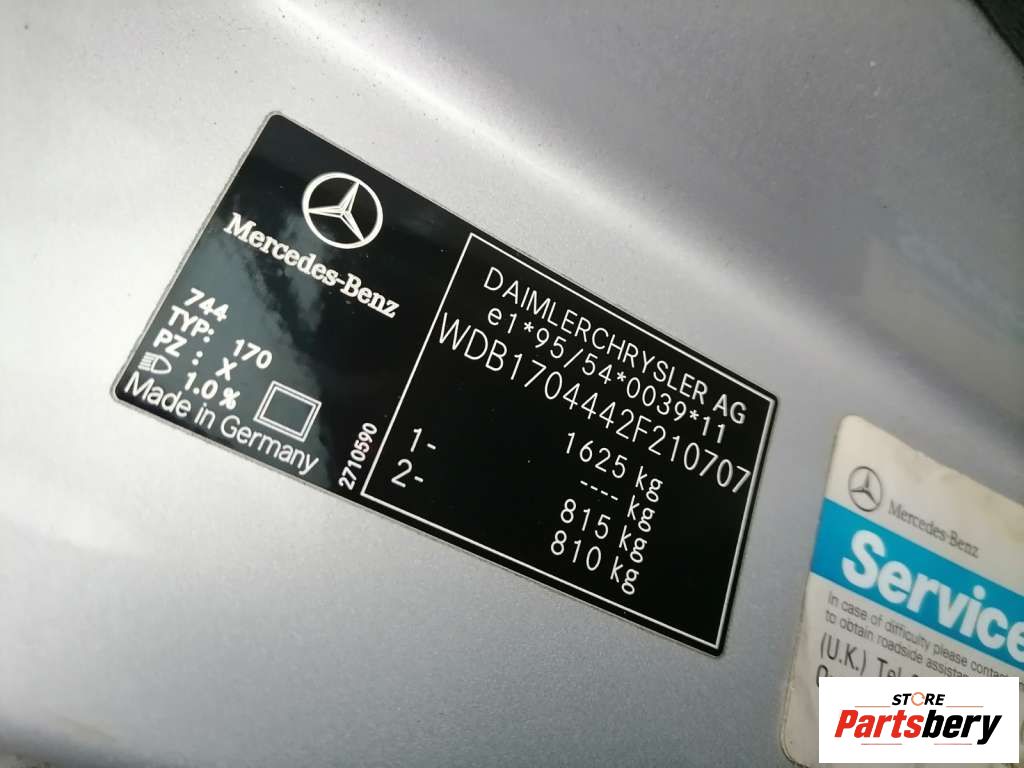 Mercedes-Benz
744
TYP: 170
PZ : X
1.0 %
Made in Germany
2710590
DAIMLERCHRYSLER AG
e1*95/54*0039*11
WDB1704442F210707
1625 kg
---- kg
1- 815 kg
2- 810 kg
Mercedes-Benz
Service
In case of difficulty please contact
to obtain roadside
(U.K.) Tel
STORE
Partsbery